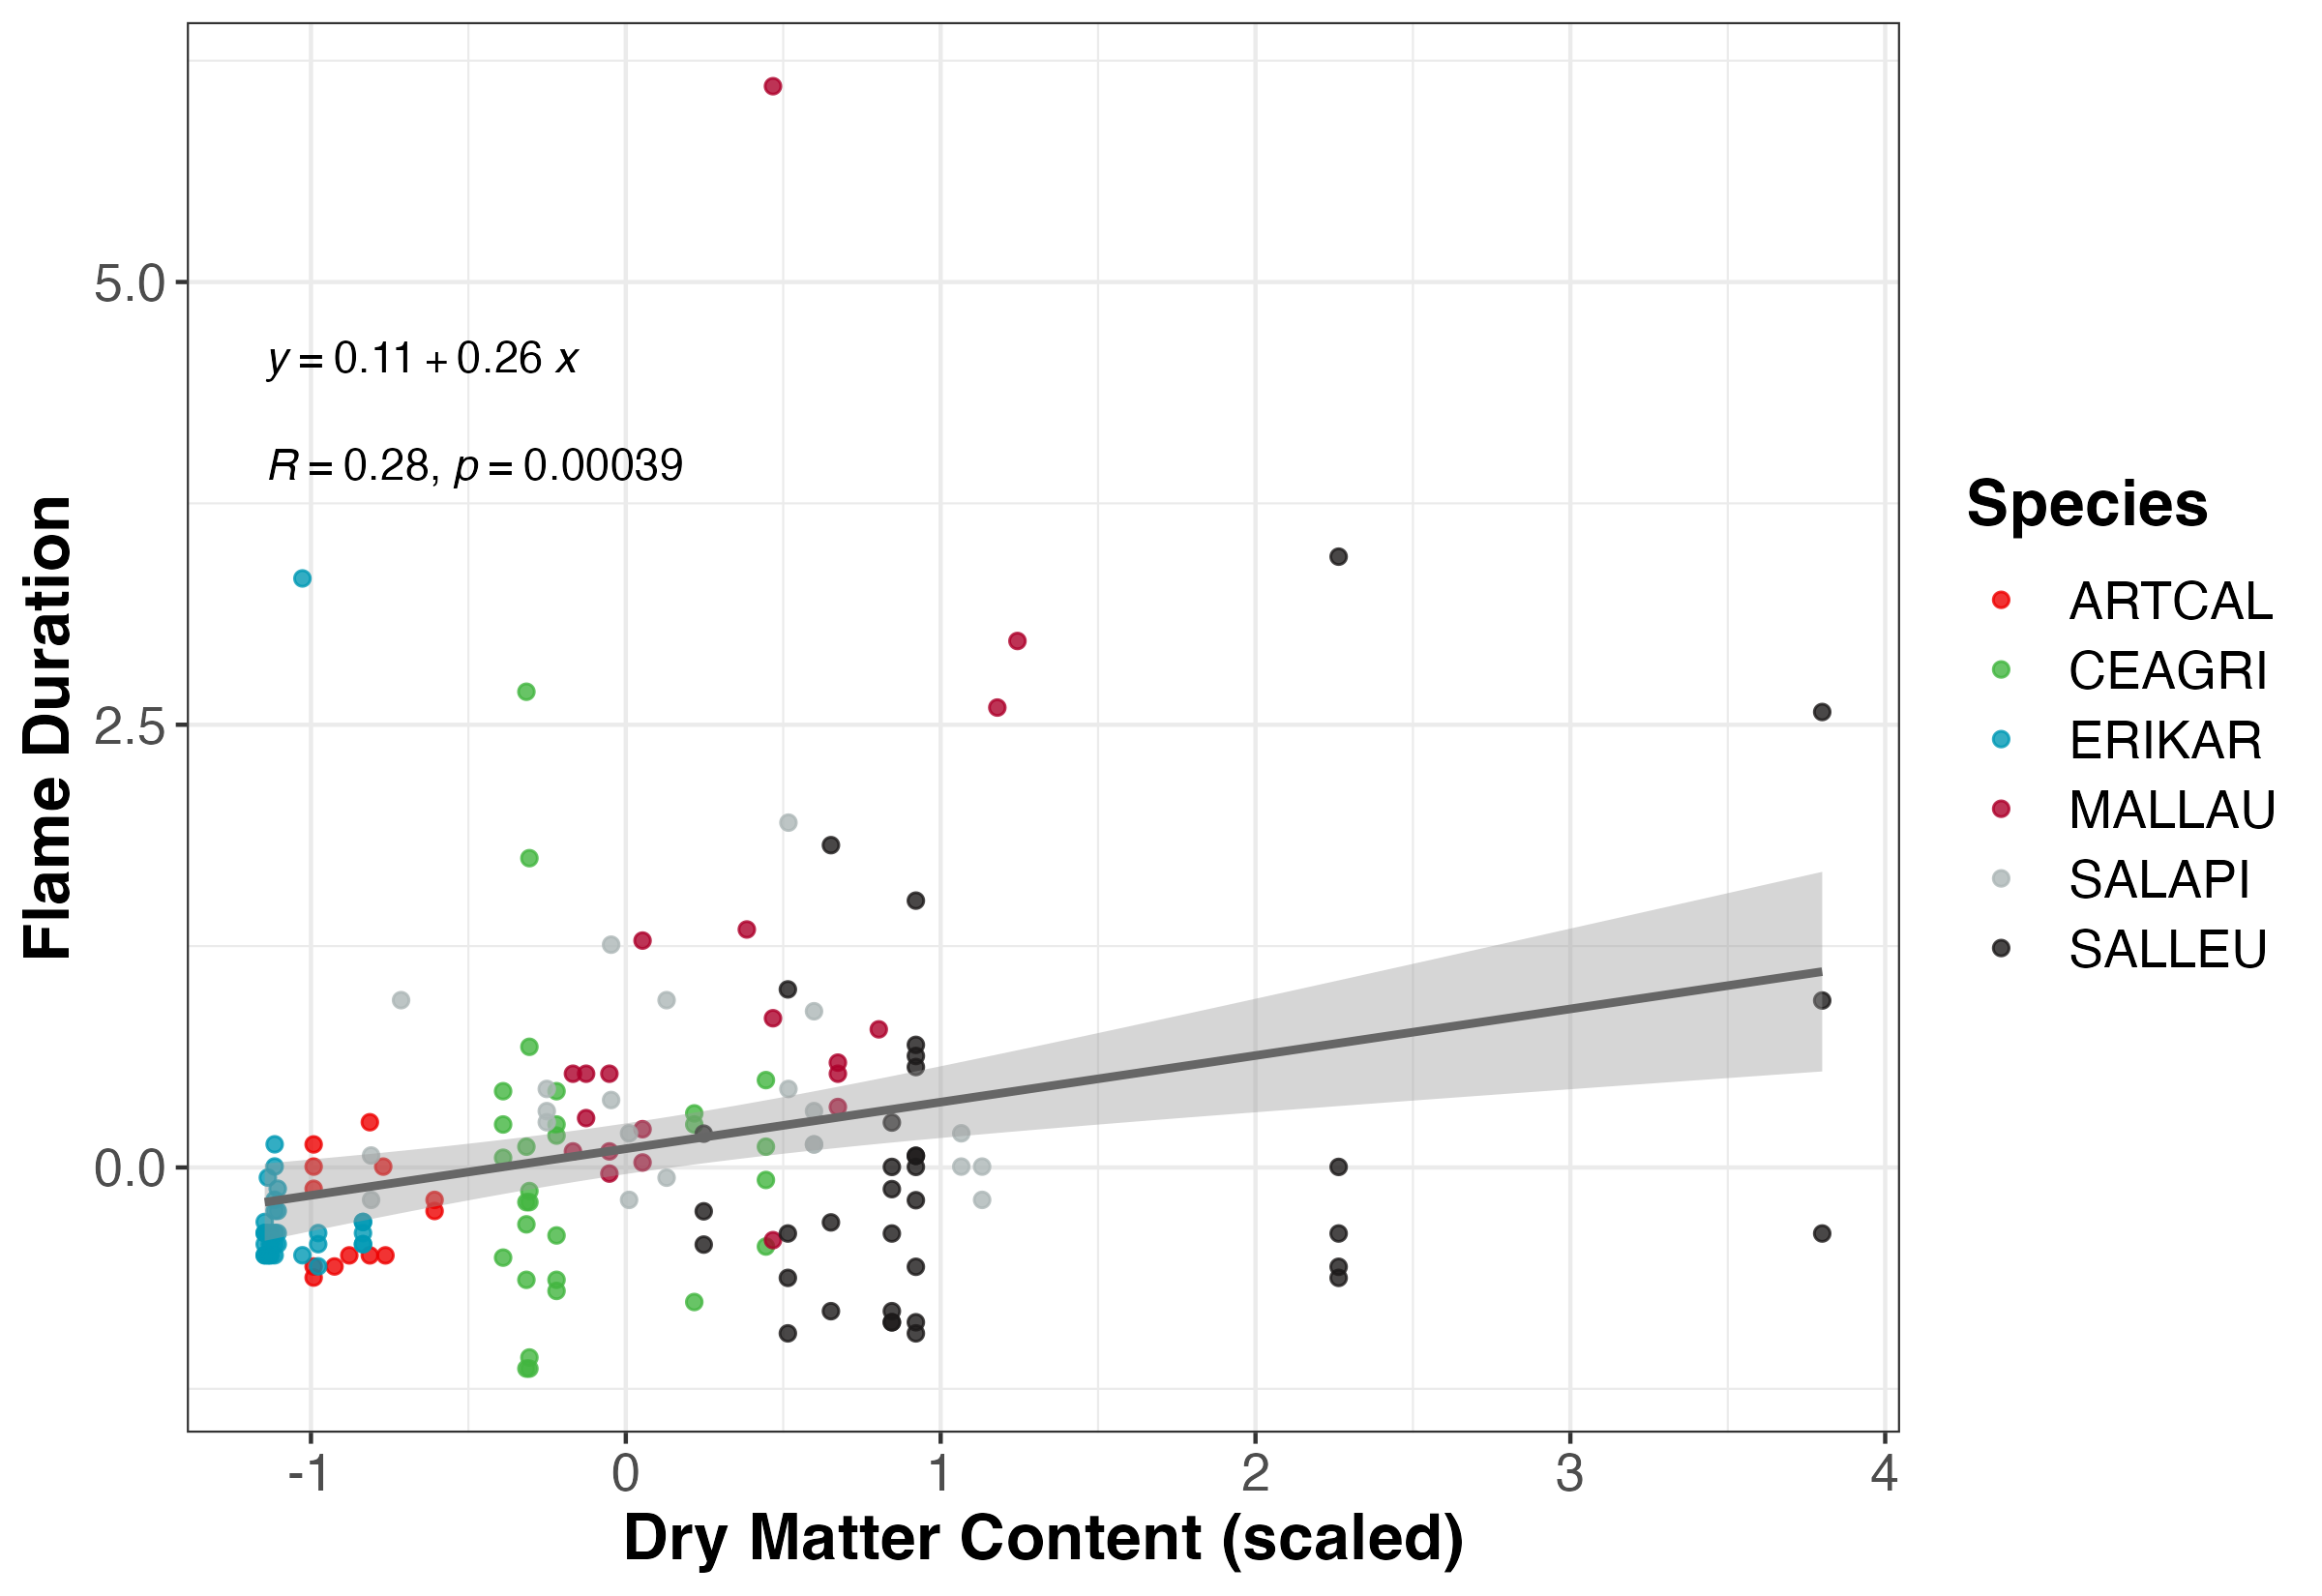 5.0
2.5
0.0
Flame Duration
y = 0.11 + 0.26 x
R = 0.28, p = 0.00039
-1 0 1 2 3 4
Dry Matter Content (scaled)
Species
ARTCAL
CEAGRI
ERIKAR
MALLAU
SALAPI
SALLEU